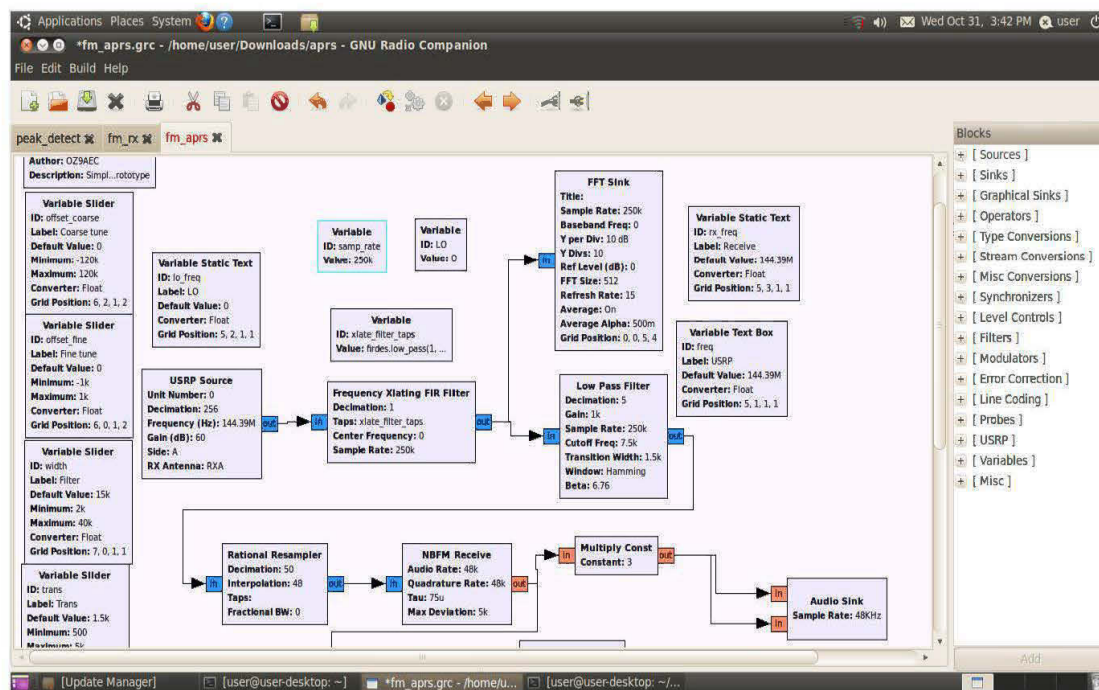 Applications Places System
Wed Oct 31, 3:42 PM user
*fm_aprs.grc - /home/user/Downloads/aprs - GNU Radio Companion
File Edit Build Help
peak_detect fm_rx fm_aprs
Author: OZ9AEC
Description: Simpl...rototype
Variable Slider
ID: offset_coarse
Label: Coarse tune
Default Value: 0
Minimum: -120k
Maximum: 120k
Converter: Float
Grid Position: 6, 2, 1, 2
Variable Slider
ID: offset_fine
Label: Fine tune
Default Value: 0
Minimum: -1k
Maximum: 1k
Converter: Float
Grid Position: 6, 0, 1, 2
Variable Slider
ID: width
Label: Filter
Default Value: 15k
Minimum: 2k
Maximum: 40k
Converter: Float
Grid Position: 7, 0, 1, 1
Variable Slider
ID: trans
Label: Trans
Default Value: 1.5k
Minimum: 500
Maximum: 5k
Variable Static Text
ID: lo_freq
Label: LO
Default Value: 0
Converter: Float
Grid Position: 5, 2, 1, 1
Variable
ID: samp_rate
Value: 250k
Variable
ID: LO
Value: 0
Variable
ID: xlate_filter_taps
Value: firdes.low_pass(1, ...
FFT Sink
Title:
Sample Rate: 250k
Baseband Freq: 0
Y per Div: 10 dB
Y Divs: 10
Ref Level (dB): 0
FFT Size: 512
Refresh Rate: 15
Average: On
Average Alpha: 500m
Grid Position: 0, 0, 5, 4
in
Variable Static Text
ID: rx_freq
Label: Receive
Default Value: 144.39M
Converter: Float
Grid Position: 5, 3, 1, 1
Variable Text Box
ID: freq
Label: USRP
Default Value: 144.39M
Converter: Float
Grid Position: 5, 1, 1, 1
USRP Source
Unit Number: 0
Decimation: 256
Frequency (Hz): 144.39M
Gain (dB): 60
Side: A
RX Antenna: RXA
out
in
Frequency Xlating FIR Filter
Decimation: 1
Taps: xlate_filter_taps
Center Frequency: 0
Sample Rate: 250k
out
in
Low Pass Filter
Decimation: 5
Gain: 1k
Sample Rate: 250k
Cutoff Freq: 7.5k
Transition Width: 1.5k
Window: Hamming
Beta: 6.76
out
in
Rational Resampler
Decimation: 50
Interpolation: 48
Taps:
Fractional BW: 0
out
in
NBFM Receive
Audio Rate: 48k
Quadrature Rate: 48k
Tau: 75u
Max Deviation: 5k
out
in
Multiply Const
Constant: 3
out
in
in
Audio Sink
Sample Rate: 48KHz
Blocks
[ Sources ]
[ Sinks ]
[ Graphical Sinks ]
[ Operators ]
[ Type Conversions ]
[ Stream Conversions ]
[ Misc Conversions ]
[ Synchronizers ]
[ Level Controls ]
[ Filters ]
[ Modulators ]
[ Error Correction ]
[ Line Coding ]
[ Probes ]
[ USRP ]
[ Variables ]
[ Misc ]
Add
[Update Manager] [user@user-desktop: ~] *fm_aprs.grc - /home/u... [user@user-desktop: ~/...